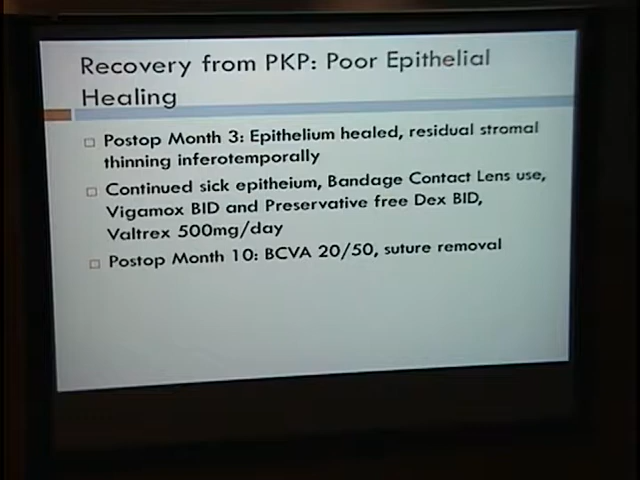 Recovery from PKP: Poor Epithelial
Healing
Postop Month 3: Epithelium healed, residual stromal
thinning inferotemporally
Continued sick epitheium, Bandage Contact Lens use,
Vigamox BID and Preservative free Dex BID,
Valtrex 500mg/day
Postop Month 10: BCVA 20/50, suture removal